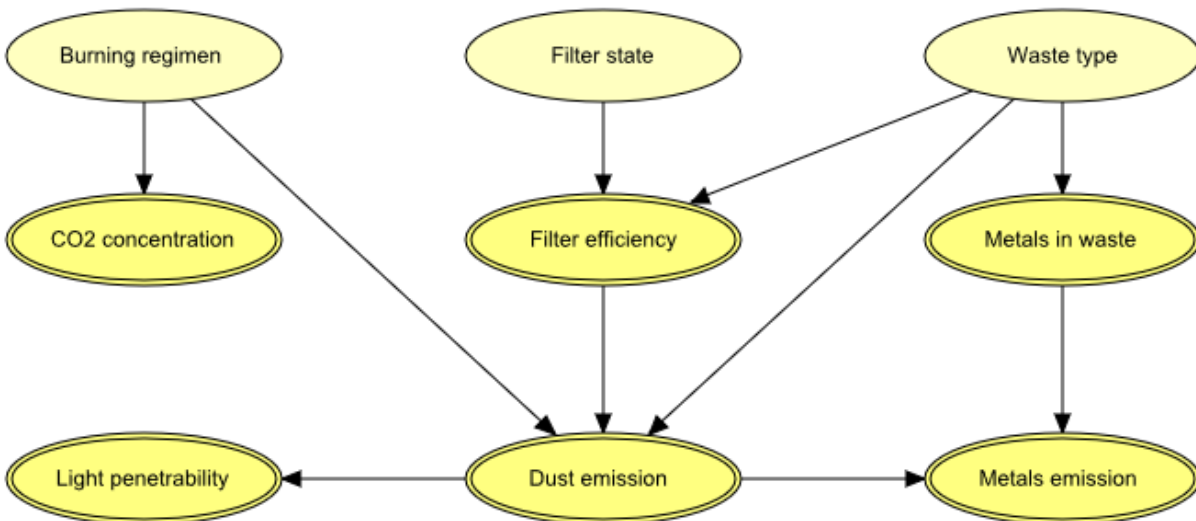 Burning regimen
Filter state
Waste type
CO2 concentration
Filter efficiency
Metals in waste
Light penetrability
Dust emission
Metals emission